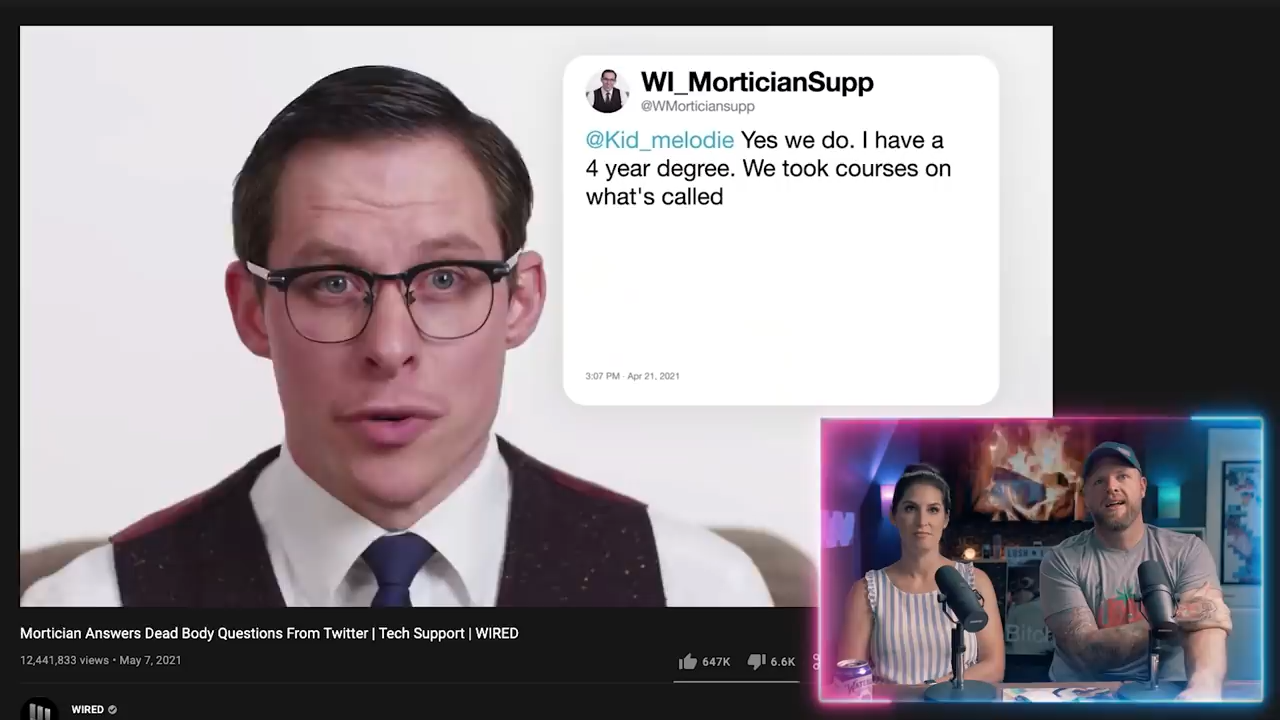 WI_MorticianSupp
@WMorticiansupp
@Kid_melodie Yes we do. I have a
4 year degree. We took courses on
what's called
3:07 PM · Apr 21, 2021
Mortician Answers Dead Body Questions From Twitter | Tech Support | WIRED
12,441,833 views • May 7, 2021
647K
6.6K
WIRED
W
Bitch